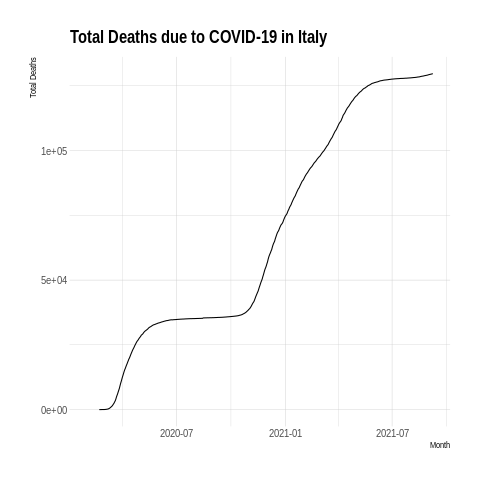 Total Deaths due to COVID-19 in Italy
Total Deaths
1e+05
5e+04
0e+00
2020-07
2021-01
2021-07
Month